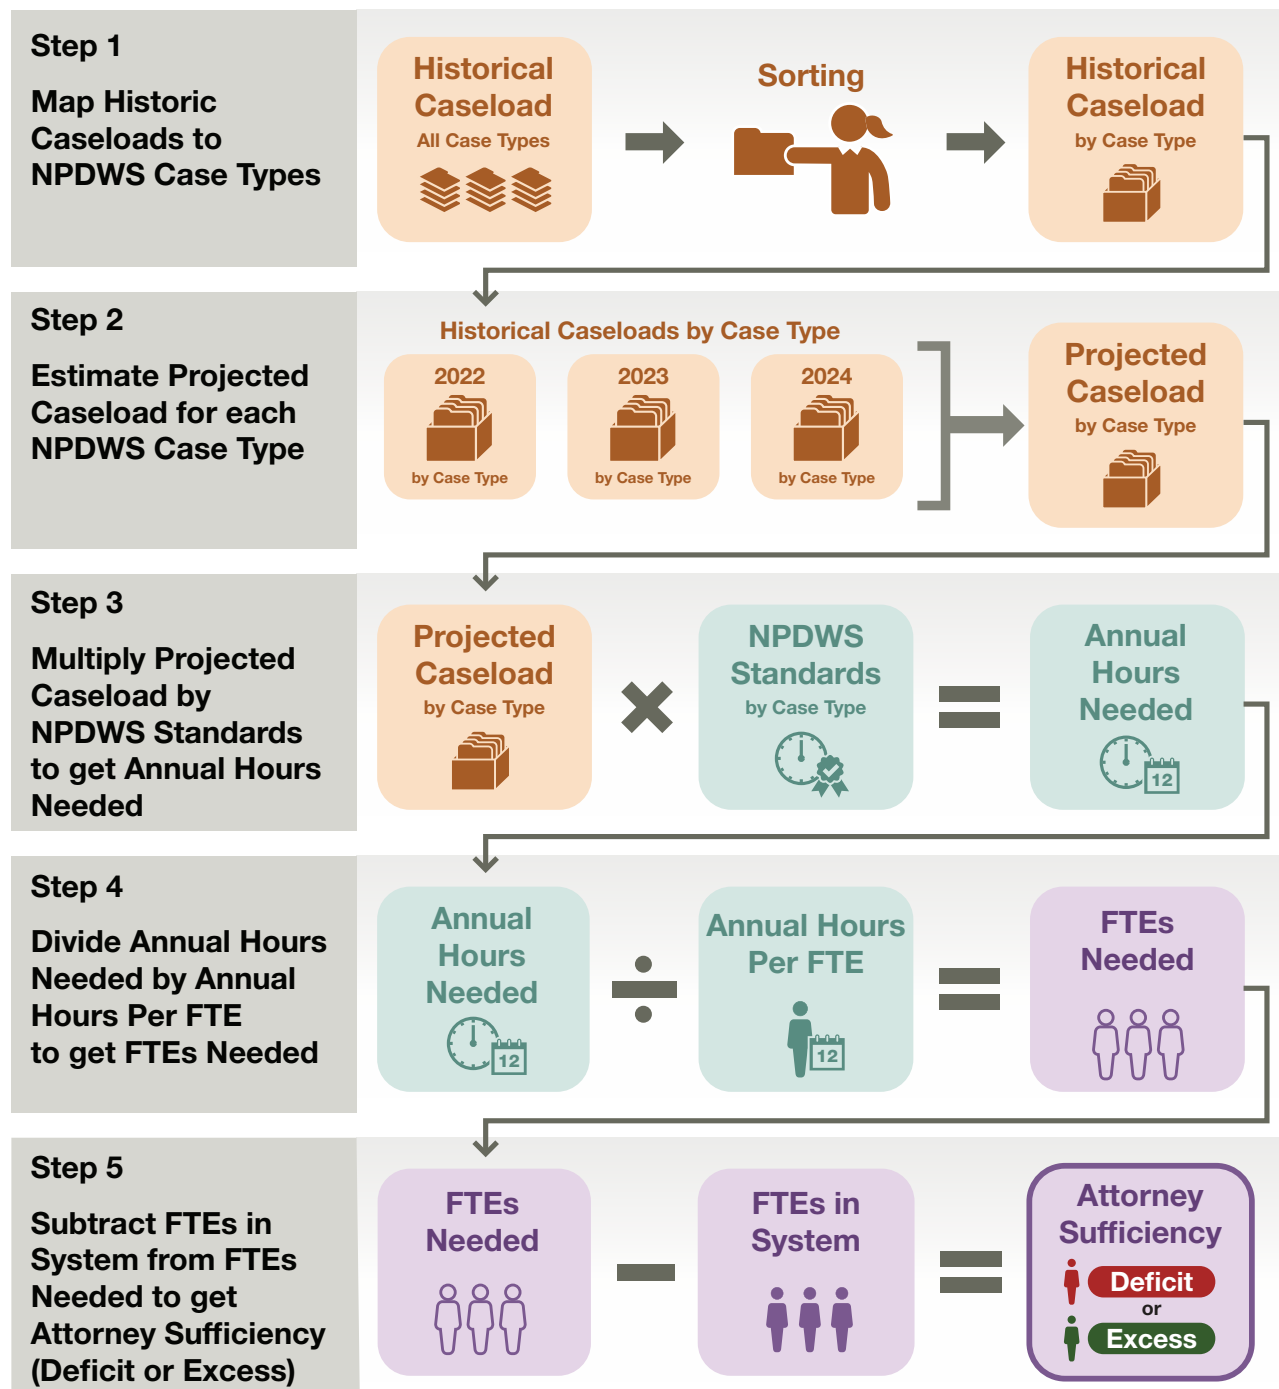 Step 1
Map Historic
Caseloads to
NPDWS Case Types
Historical
Caseload
All Case Types
Sorting
Historical
Caseload
by Case Type
Step 2
Estimate Projected
Caseload for each
NPDWS Case Type
Historical Caseloads by Case Type
2022
by Case Type
2023
by Case Type
2024
by Case Type
Projected
Caseload
by Case Type
Step 3
Multiply Projected
Caseload by
NPDWS Standards
to get Annual Hours
Needed
Projected
Caseload
by Case Type
NPDWS
Standards
by Case Type
Annual
Hours
Needed
12
Step 4
Divide Annual Hours
Needed by Annual
Hours Per FTE
to get FTEs Needed
Annual
Hours
Needed
12
Annual Hours
Per FTE
12
FTEs
Needed
Step 5
Subtract FTEs in
System from FTEs
Needed to get
Attorney Sufficiency
(Deficit or Excess)
FTEs
Needed
FTEs in
System
Attorney
Sufficiency
Deficit
or
Excess